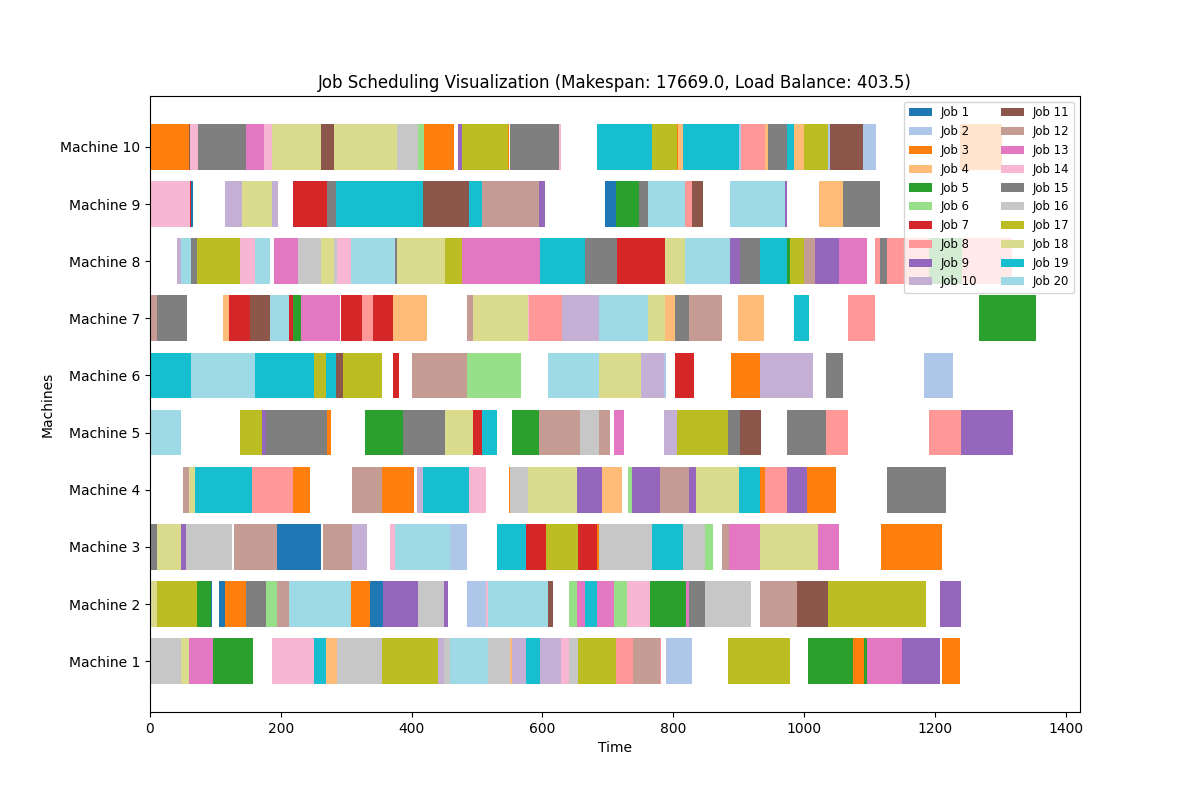 Job Scheduling Visualization (Makespan: 17669.0, Load Balance: 403.5)
Machine 10
Machine 9
Machine 8
Machine 7
Machine 6
Machine 5
Machine 4
Machine 3
Machine 2
Machine 1
Machines
0 200 400 600 800 1000 1200 1400
Time
Job 1 Job 11
Job 2 Job 12
Job 3 Job 13
Job 4 Job 14
Job 5 Job 15
Job 6 Job 16
Job 7 Job 17
Job 8 Job 18
Job 9 Job 19
Job 10 Job 20